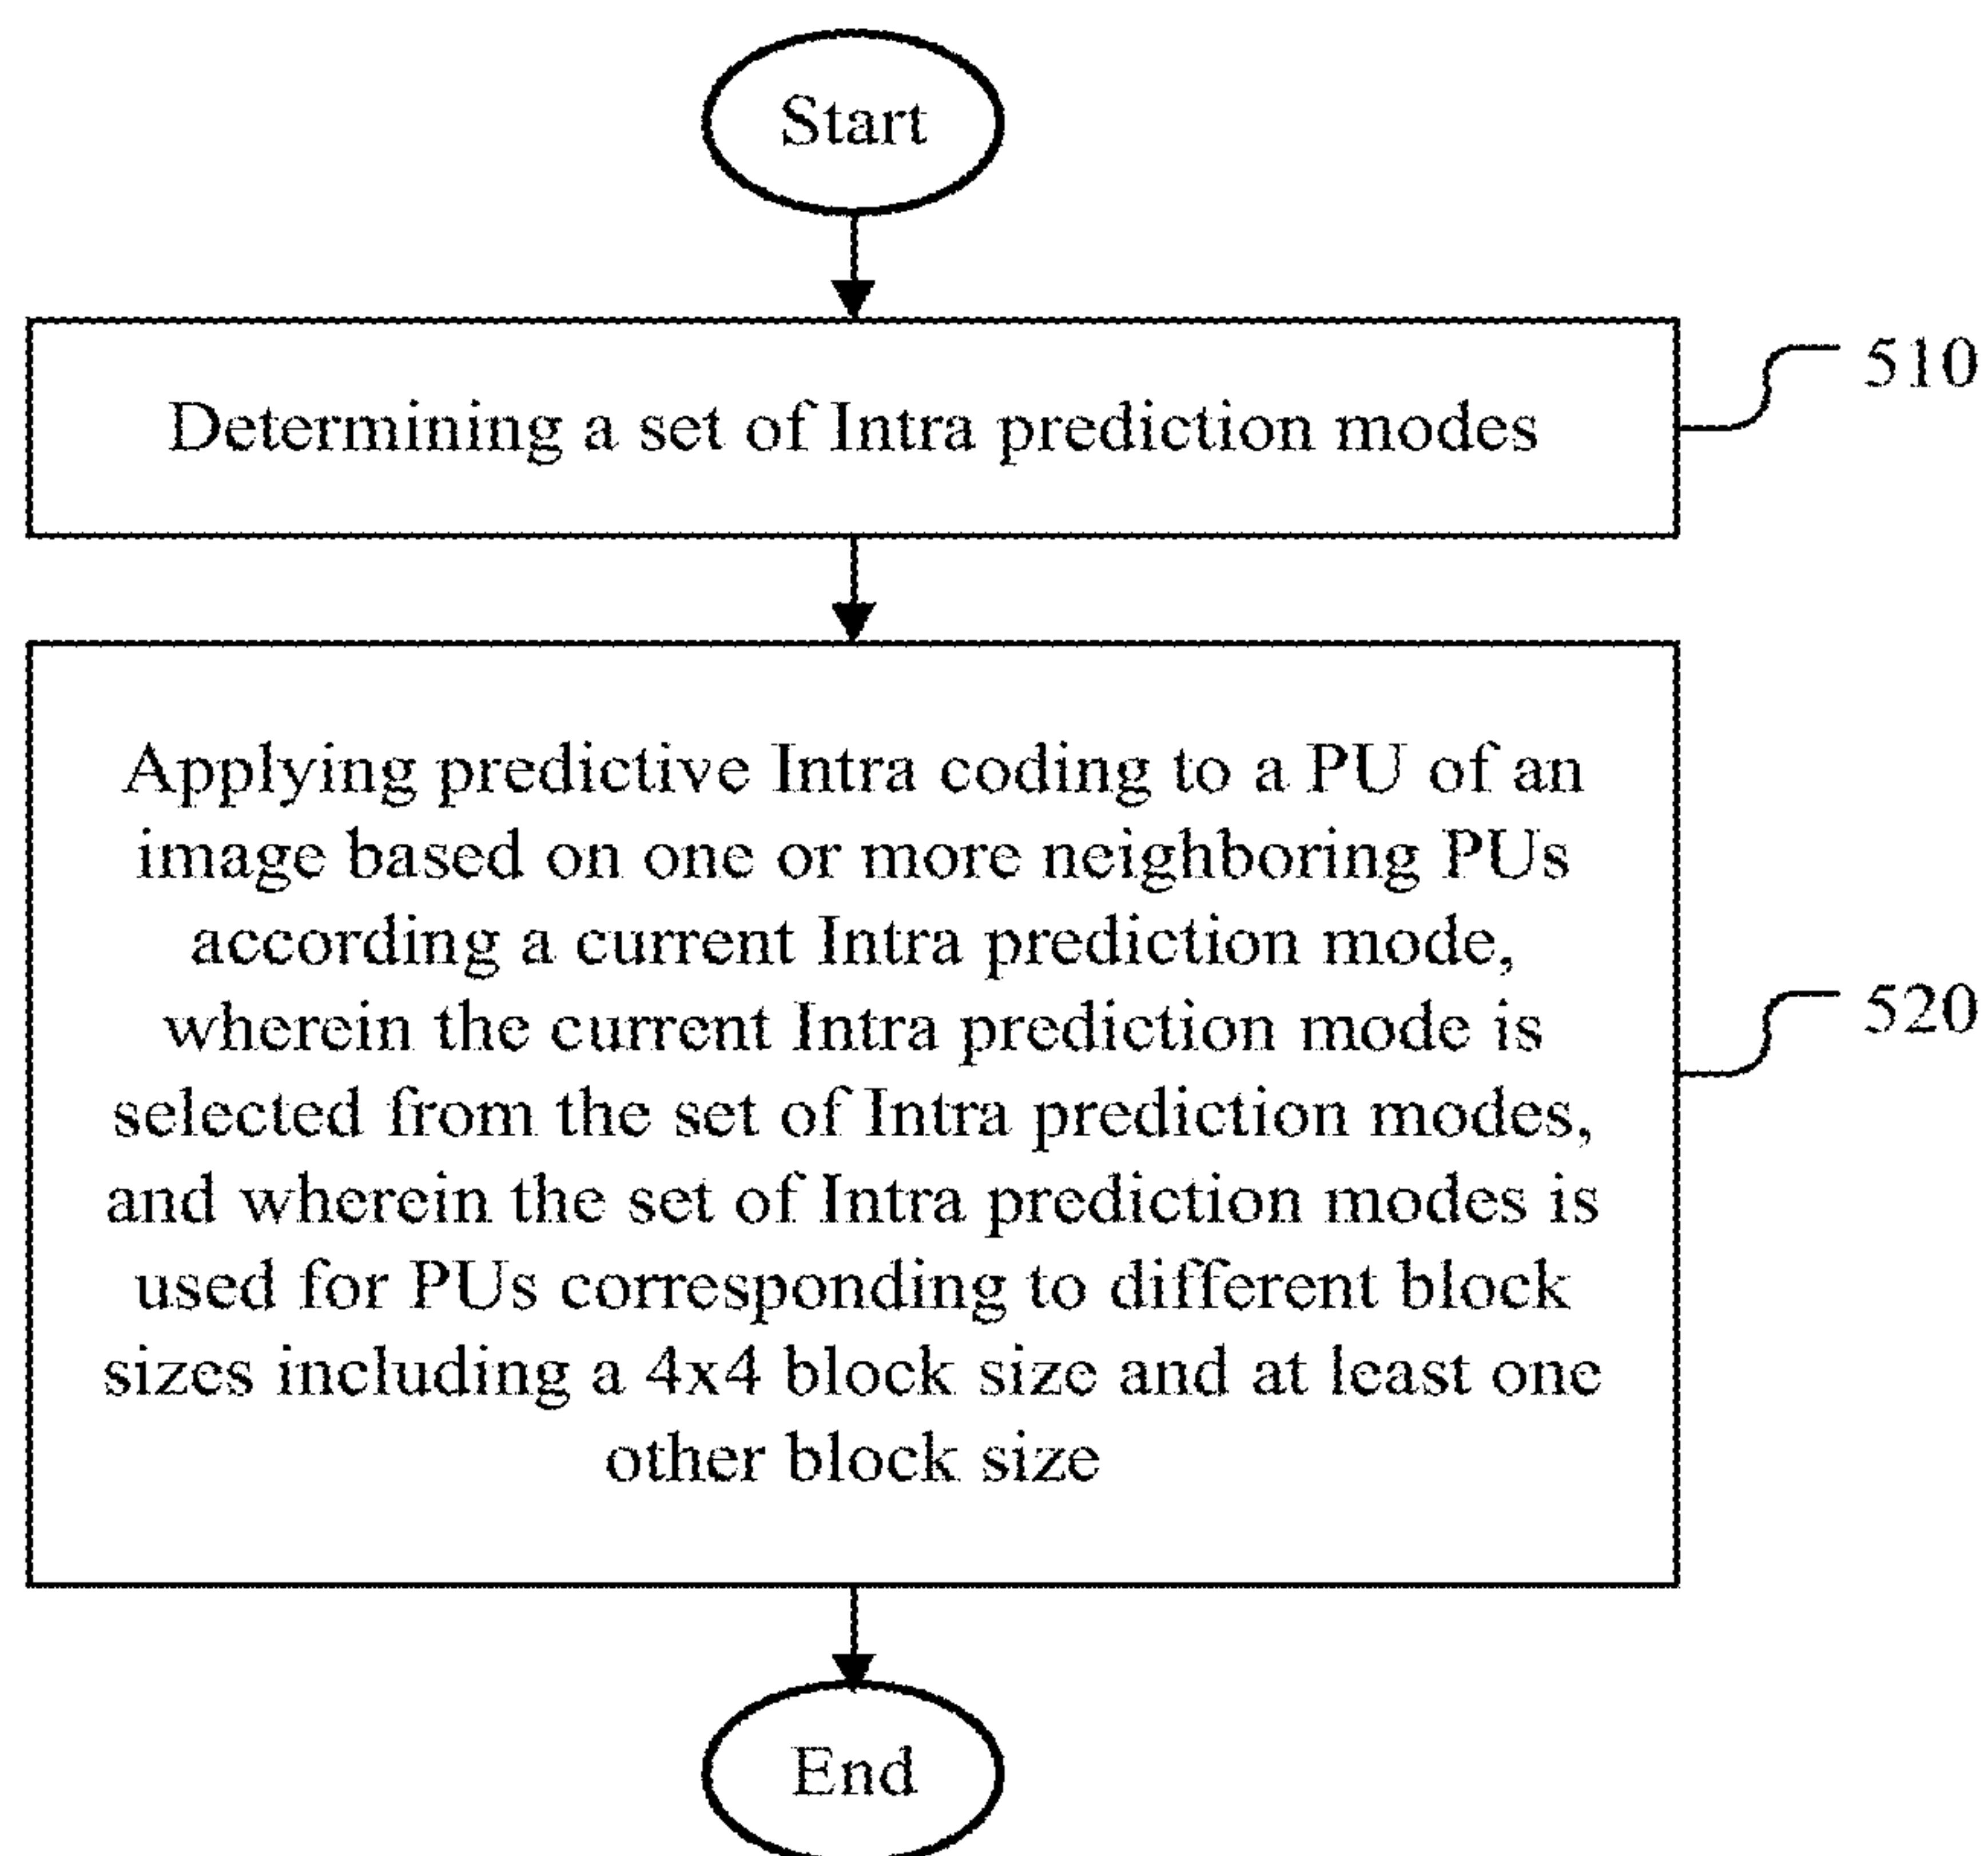 Start
Determining a set of Intra prediction modes
510
Applying predictive Intra coding to a PU of an
image based on one or more neighboring PUs
according a current Intra prediction mode,
wherein the current Intra prediction mode is
selected from the set of Intra prediction modes,
and wherein the set of Intra prediction modes is
used for PUs corresponding to different block
sizes including a 4x4 block size and at least one
other block size
520
End